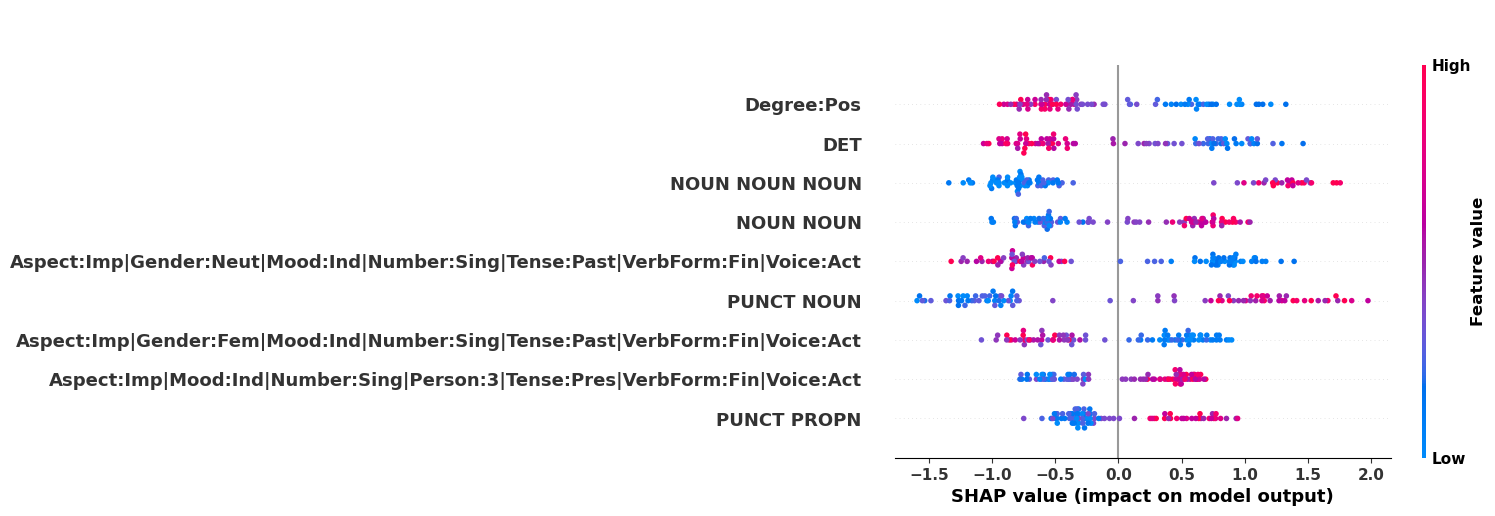 High
Degree:Pos
DET
NOUN NOUN NOUN
NOUN NOUN
Aspect:Imp|Gender:Neut|Mood:Ind|Number:Sing|Tense:Past|VerbForm:Fin|Voice:Act
PUNCT NOUN
Aspect:Imp|Gender:Fem|Mood:Ind|Number:Sing|Tense:Past|VerbForm:Fin|Voice:Act
Aspect:Imp|Mood:Ind|Number:Sing|Person:3|Tense:Pres|VerbForm:Fin|Voice:Act
PUNCT PROPN
Feature value
Low
−1.5 −1.0 −0.5 0.0 0.5 1.0 1.5 2.0
SHAP value (impact on model output)